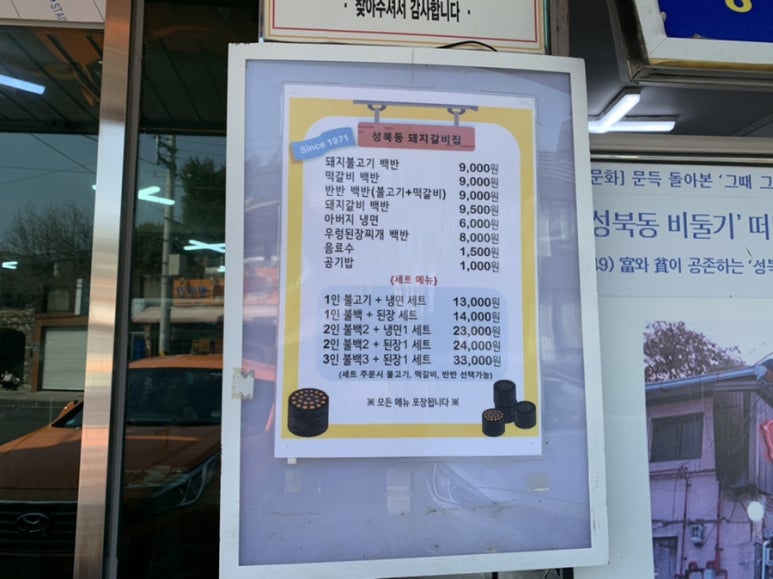 · 찾아주셔서 감사합니다 ·
성북동 돼지갈비집
Since 1971
돼지불고기 백반 9,000원
떡갈비 백반 9,000원
반반 백반(불고기+떡갈비) 9,000원
돼지갈비 백반 9,500원
아버지 냉면 6,000원
우렁된장찌개 백반 8,000원
음료수 1,500원
공기밥 1,000원
{세트 메뉴}
1인 불고기 + 냉면 세트 13,000원
1인 불백 + 된장 세트 14,000원
2인 불백2 + 냉면1 세트 23,000원
2인 불백2 + 된장1 세트 24,000원
3인 불백3 + 된장1 세트 33,000원
(세트 주문시 불고기, 떡갈비, 반반 선택가능)
※ 모든 메뉴 포장됩니다 ※
문화] 문득 돌아본 '그때 그
성북동 비둘기' 떠
49) 富와 貧이 공존하는 '성북